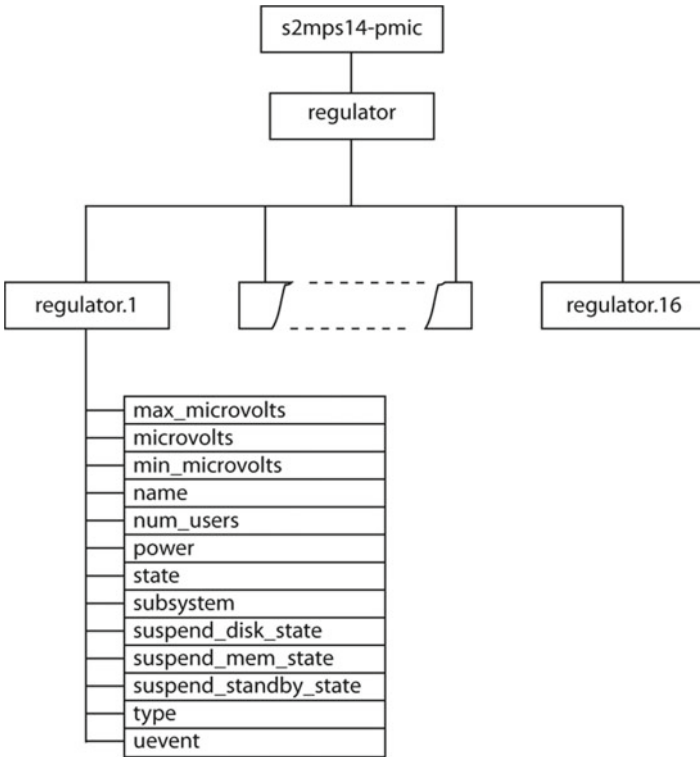 s2mps14-pmic
regulator
regulator.1
regulator.16
max_microvolts
microvolts
min_microvolts
name
num_users
power
state
subsystem
suspend_disk_state
suspend_mem_state
suspend_standby_state
type
uevent